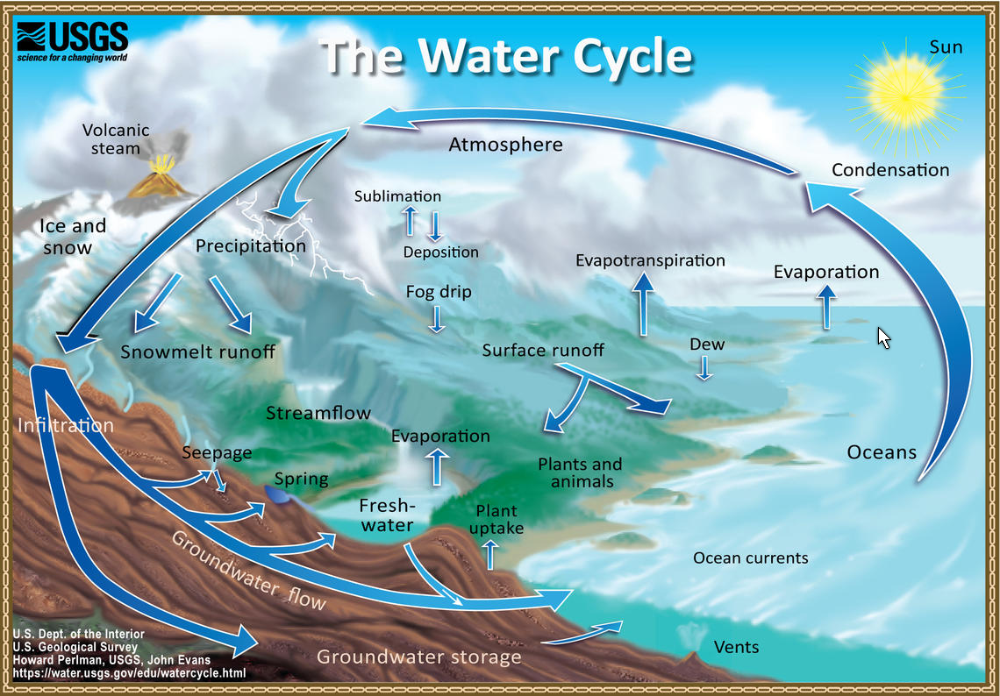 USGS
science for a changing world
The Water Cycle
Sun
Volcanic
steam
Atmosphere
Condensation
Sublimation
Ice and
snow
Precipitation
Deposition
Evapotranspiration
Evaporation
Fog drip
Snowmelt runoff
Surface runoff
Dew
Streamflow
Infiltration
Evaporation
Seepage
Oceans
Plants and
animals
Spring
Fresh-
water
Plant
uptake
Groundwater flow
Ocean currents
U.S. Dept. of the Interior
U.S. Geological Survey
Howard Perlman, USGS, John Evans
https://water.usgs.gov/edu/watercycle.html
Groundwater storage
Vents